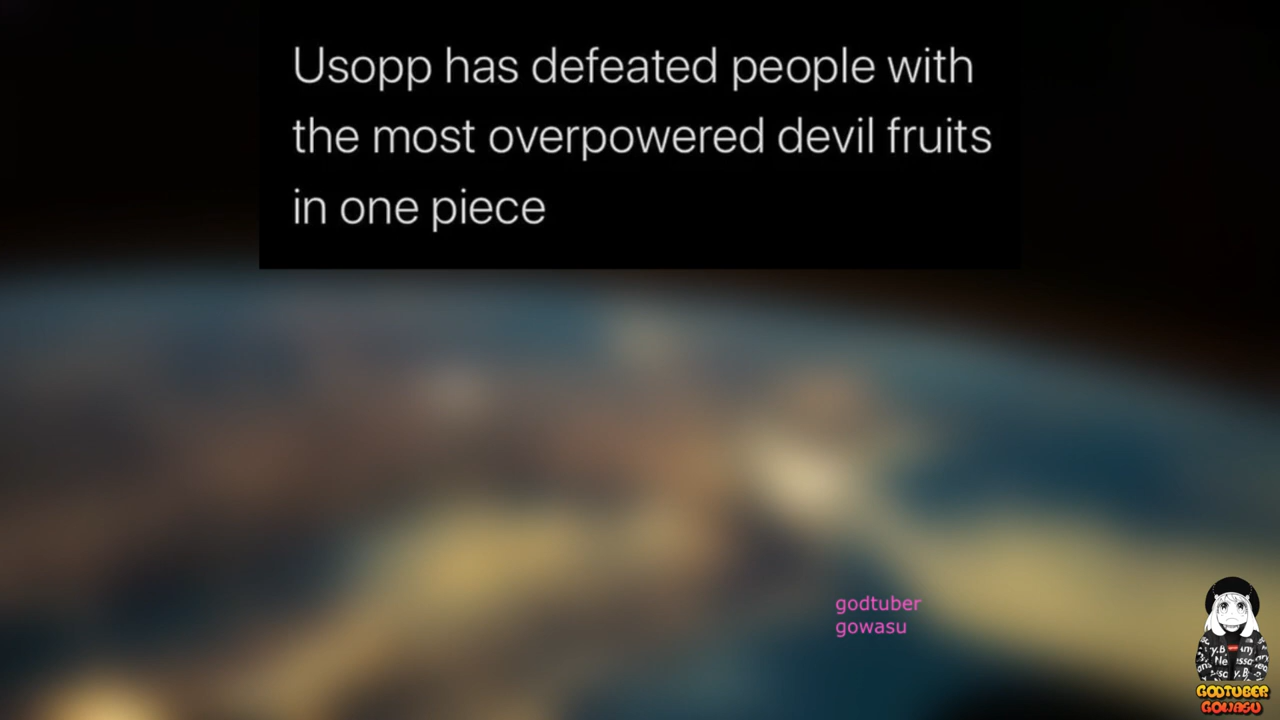 Usopp has defeated people with
the most overpowered devil fruits
in one piece
godtuber
gowasu
GODTUBER
GOWASU